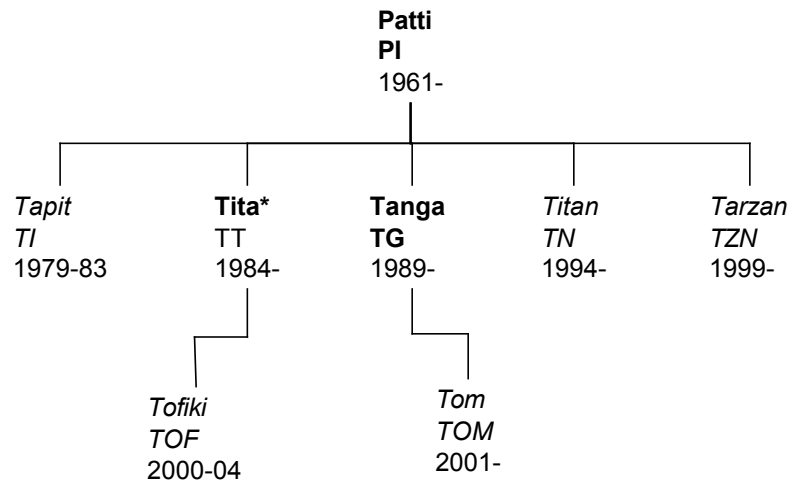 Patti
PI
1961-
Tapit
TI
1979-83
Tita*
TT
1984-
Tanga
TG
1989-
Titan
TN
1994-
Tarzan
TZN
1999-
Tofiki
TOF
2000-04
Tom
TOM
2001-